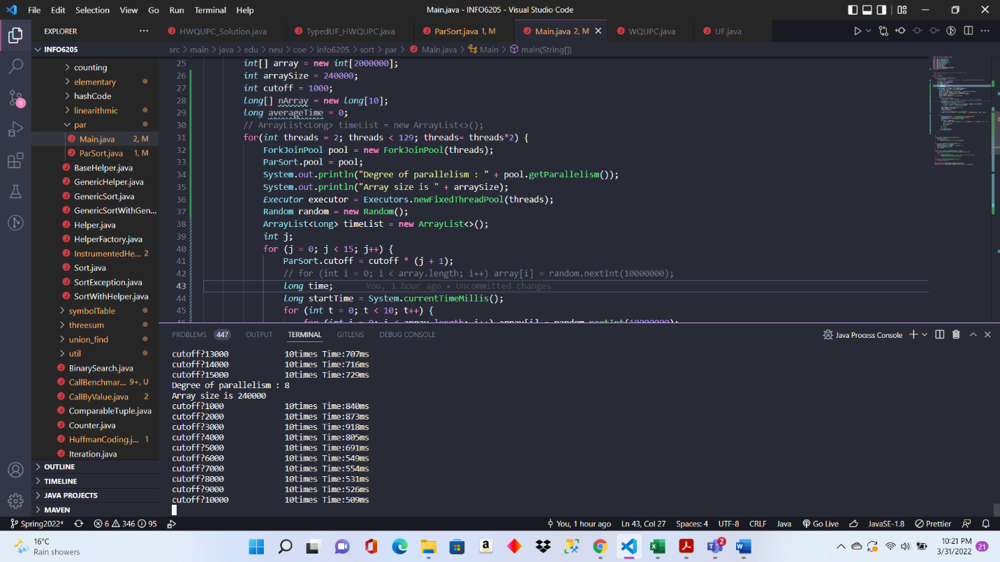 File Edit Selection View Go Run Terminal Help
Main.java - INFO6205 - Visual Studio Code
EXPLORER
HWQUPC_Solution.java
TypedUF_HWQUPC.java
ParSort.java 1, M
Main.java 2, M
WQUPC.java
UF.java
INFO6205
src > main > java > edu > neu > coe > info6205 > sort > par > Main.java > Main > main(String[])
counting
elementary
hashCode
linearithmic
par
Main.java 2, M
ParSort.java 1, M
BaseHelper.java
GenericHelper.java
GenericSort.java
GenericSortWithGen...
Helper.java
HelperFactory.java
InstrumentedHe... 2
Sort.java
SortException.java
SortWithHelper.java
symbolTable
threesum
union_find
util
BinarySearch.java
CallBenchmar... 9+, U
CallByValue.java 2
ComparableTuple.java
Counter.java
HuffmanCoding.j... 1
Iteration.java
OUTLINE
TIMELINE
JAVA PROJECTS
MAVEN
9
25 int[] array = new int[2000000];
26 int arraySize = 240000;
27 int cutoff = 1000;
28 long[] nArray = new long[10];
29 long averageTime = 0;
30 // ArrayList<Long> timeList = new ArrayList<>();
31 for(int threads = 2; threads < 129; threads= threads*2) {
32 ForkJoinPool pool = new ForkJoinPool(threads);
33 ParSort.pool = pool;
34 System.out.println("Degree of parallelism : " + pool.getParallelism());
35 System.out.println("Array size is " + arraySize);
36 Executor executor = Executors.newFixedThreadPool(threads);
37 Random random = new Random();
38 ArrayList<Long> timeList = new ArrayList<>();
39 int j;
40 for (j = 0; j < 15; j++) {
41 ParSort.cutoff = cutoff * (j + 1);
42 // for (int i = 0; i < array.length; i++) array[i] = random.nextInt(10000000);
43 long time; You, 1 hour ago • Uncommitted changes
44 long startTime = System.currentTimeMillis();
45 for (int t = 0; t < 10; t++) {
46 for (int i = 0; i < array.length; i++) array[i] = random.nextInt(10000000);
PROBLEMS 447 OUTPUT TERMINAL GITLENS DEBUG CONSOLE
Java Process Console
cutoff?13000 10times Time:707ms
cutoff?14000 10times Time:716ms
cutoff?15000 10times Time:729ms
Degree of parallelism : 8
Array size is 240000
cutoff?1000 10times Time:840ms
cutoff?2000 10times Time:873ms
cutoff?3000 10times Time:918ms
cutoff?4000 10times Time:805ms
cutoff?5000 10times Time:691ms
cutoff?6000 10times Time:549ms
cutoff?7000 10times Time:554ms
cutoff?8000 10times Time:531ms
cutoff?9000 10times Time:526ms
cutoff?10000 10times Time:509ms
Spring2022* 6 346 95
You, 1 hour ago Ln 43, Col 27 Spaces: 4 UTF-8 CRLF Java Go Live JavaSE-1.8 Prettier
16°C
Rain showers
2
10:21 PM
3/31/2022
21